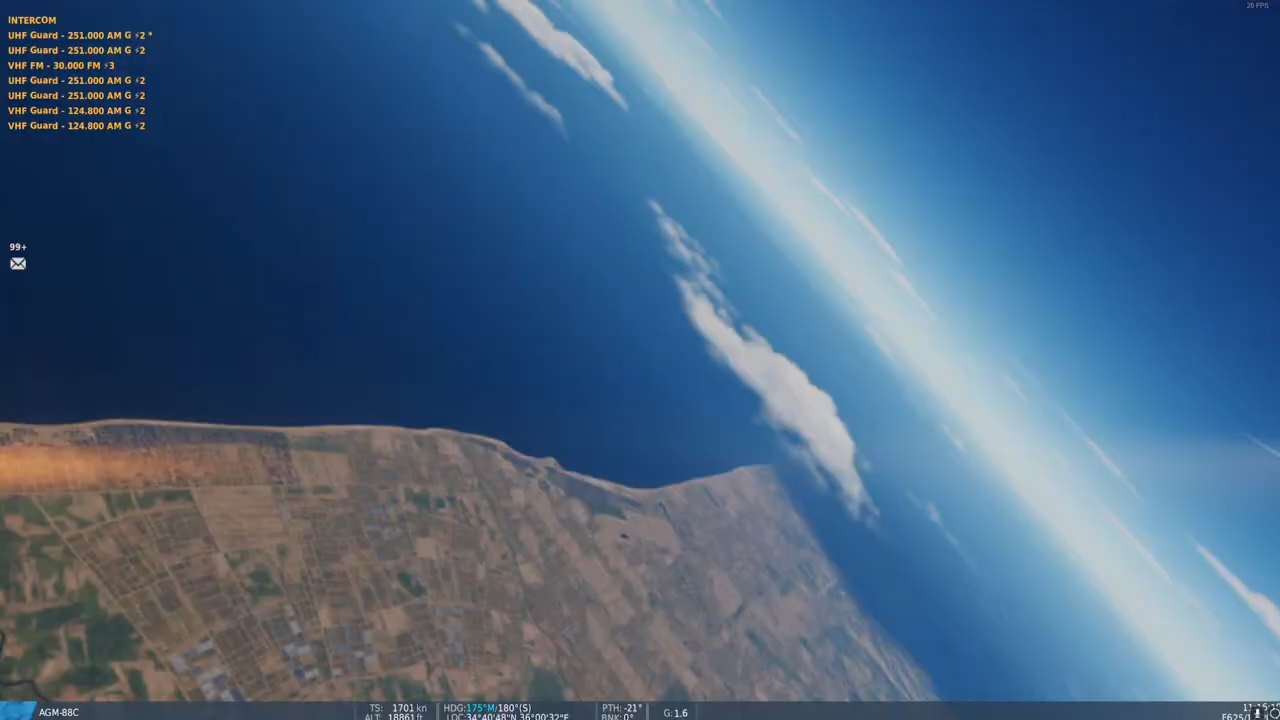 20 FPS
INTERCOM
UHF Guard - 251.000 AM G ⚡2 *
UHF Guard - 251.000 AM G ⚡2
VHF FM - 30.000 FM ⚡3
UHF Guard - 251.000 AM G ⚡2
UHF Guard - 251.000 AM G ⚡2
VHF Guard - 124.800 AM G ⚡2
VHF Guard - 124.800 AM G ⚡2
99+
AGM-88C
TS: 1701 kn
ALT: 18861 ft
HDG: 175°M/180°(S)
LOC: 34°40'48"N 36°00'32"E
PTH: -21°
BNK: 0°
G: 1.6